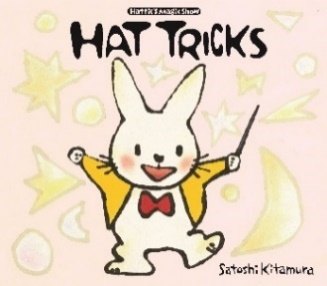 Hattie's Magic Show
HAT TRICKS
Satoshi Kitamura